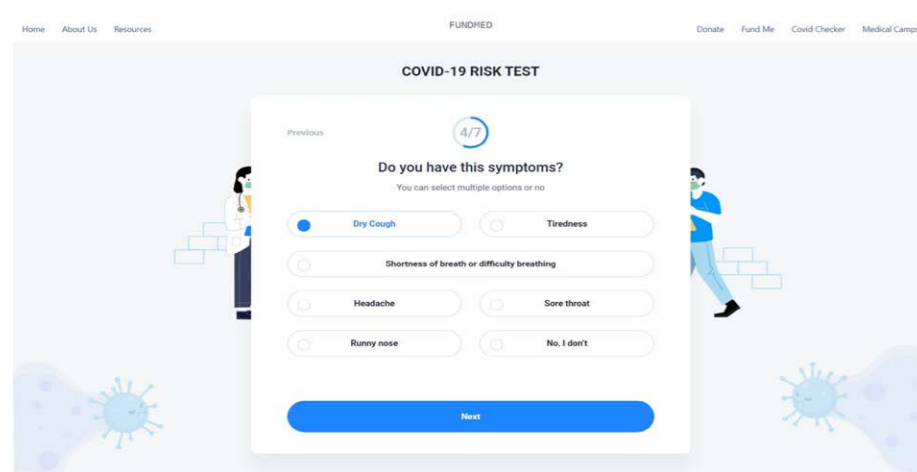 Home About Us Resources FUNDMED Donate Fund Me Covid Checker Medical Camps
COVID-19 RISK TEST
Previous 4/7
Do you have this symptoms?
You can select multiple options or no
Dry Cough Tiredness
Shortness of breath or difficulty breathing
Headache Sore throat
Runny nose No, I don't
Next